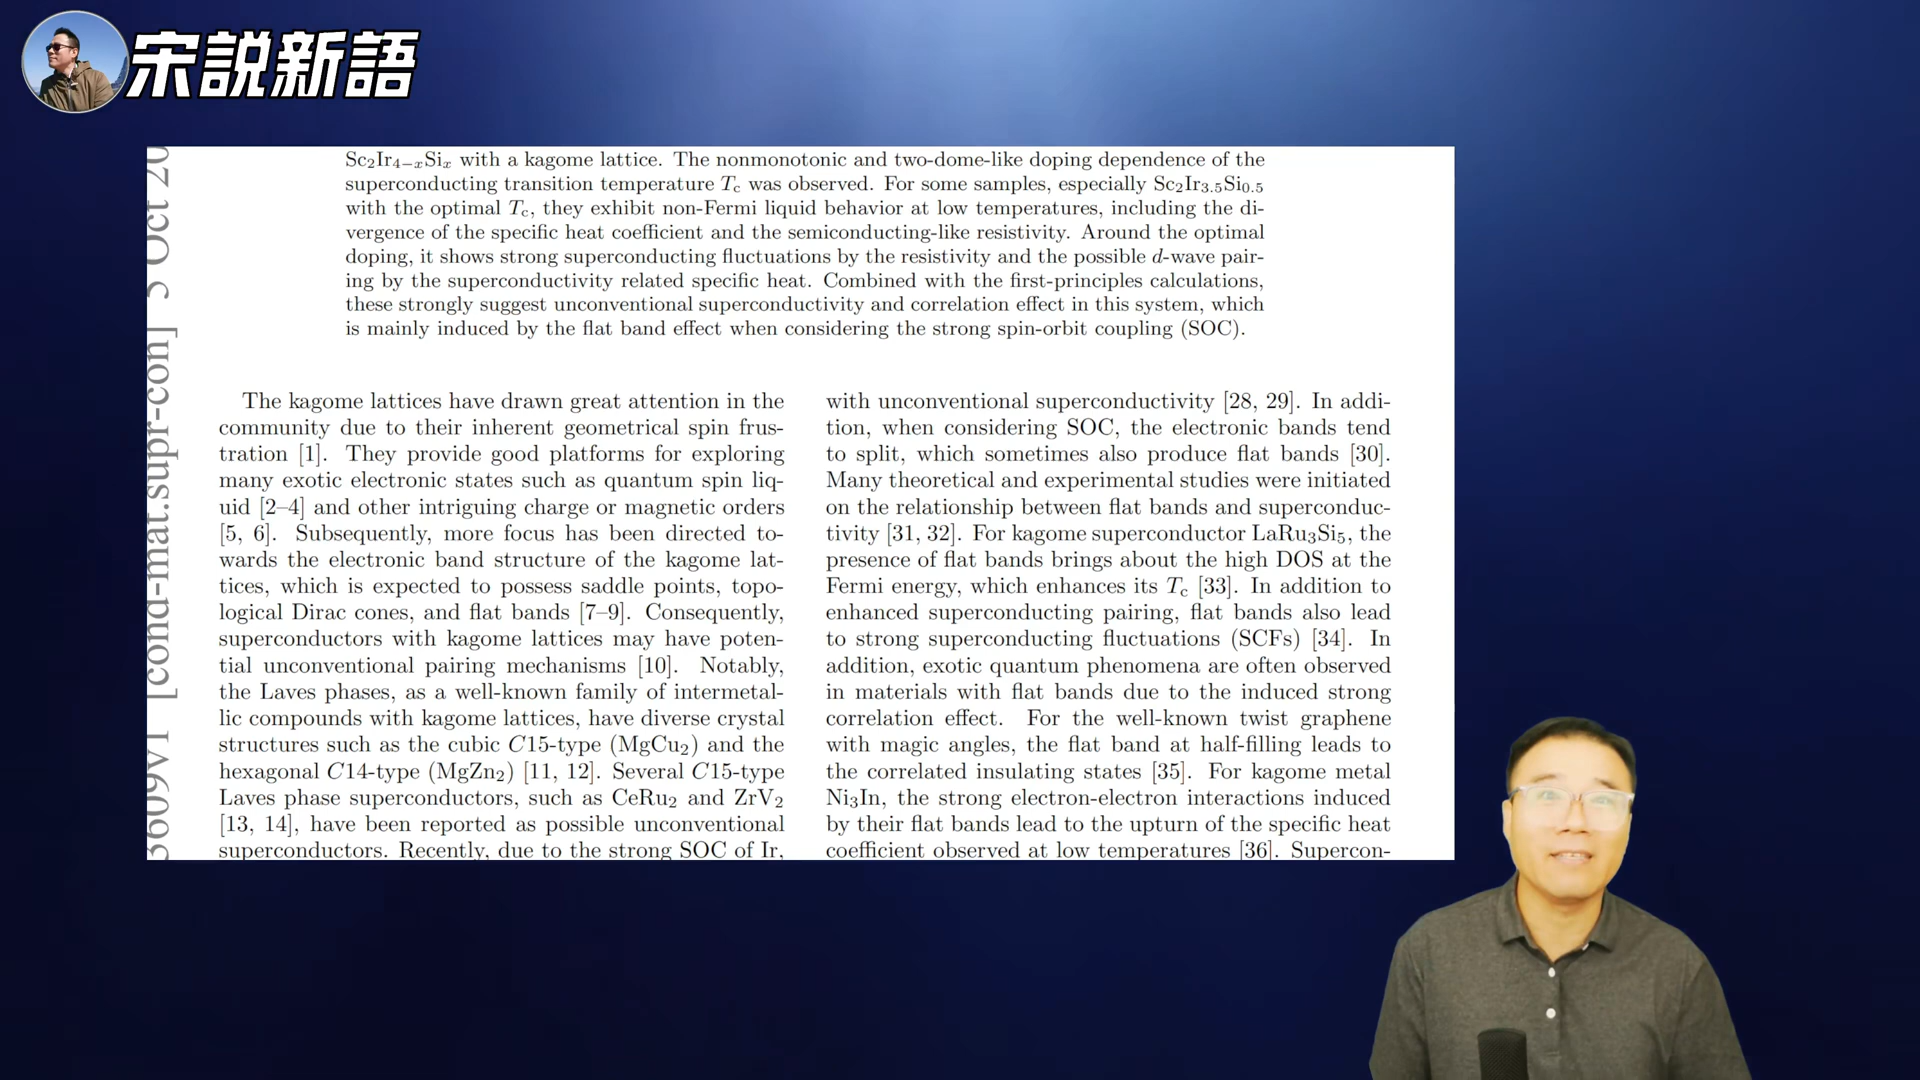 宋説新語
Sc₂Ir₄₋ₓSiₓ with a kagome lattice. The nonmonotonic and two-dome-like doping dependence of the
superconducting transition temperature Tc was observed. For some samples, especially Sc₂Ir₃.₅Si₀.₅
with the optimal Tc, they exhibit non-Fermi liquid behavior at low temperatures, including the di-
vergence of the specific heat coefficient and the semiconducting-like resistivity. Around the optimal
doping, it shows strong superconducting fluctuations by the resistivity and the possible d-wave pair-
ing by the superconductivity related specific heat. Combined with the first-principles calculations,
these strongly suggest unconventional superconductivity and correlation effect in this system, which
is mainly induced by the flat band effect when considering the strong spin-orbit coupling (SOC).
The kagome lattices have drawn great attention in the
community due to their inherent geometrical spin frus-
tration [1]. They provide good platforms for exploring
many exotic electronic states such as quantum spin liq-
uid [2–4] and other intriguing charge or magnetic orders
[5, 6]. Subsequently, more focus has been directed to-
wards the electronic band structure of the kagome lat-
tices, which is expected to possess saddle points, topo-
logical Dirac cones, and flat bands [7–9]. Consequently,
superconductors with kagome lattices may have poten-
tial unconventional pairing mechanisms [10]. Notably,
the Laves phases, as a well-known family of intermetal-
lic compounds with kagome lattices, have diverse crystal
structures such as the cubic C15-type (MgCu₂) and the
hexagonal C14-type (MgZn₂) [11, 12]. Several C15-type
Laves phase superconductors, such as CeRu₂ and ZrV₂
[13, 14], have been reported as possible unconventional
superconductors. Recently, due to the strong SOC of Ir,
with unconventional superconductivity [28, 29]. In addi-
tion, when considering SOC, the electronic bands tend
to split, which sometimes also produce flat bands [30].
Many theoretical and experimental studies were initiated
on the relationship between flat bands and superconduc-
tivity [31, 32]. For kagome superconductor LaRu₃Si₅, the
presence of flat bands brings about the high DOS at the
Fermi energy, which enhances its Tc [33]. In addition to
enhanced superconducting pairing, flat bands also lead
to strong superconducting fluctuations (SCFs) [34]. In
addition, exotic quantum phenomena are often observed
in materials with flat bands due to the induced strong
correlation effect. For the well-known twist graphene
with magic angles, the flat band at half-filling leads to
the correlated insulating states [35]. For kagome metal
Ni₃In, the strong electron-electron interactions induced
by their flat bands lead to the upturn of the specific heat
coefficient observed at low temperatures [36]. Supercon-